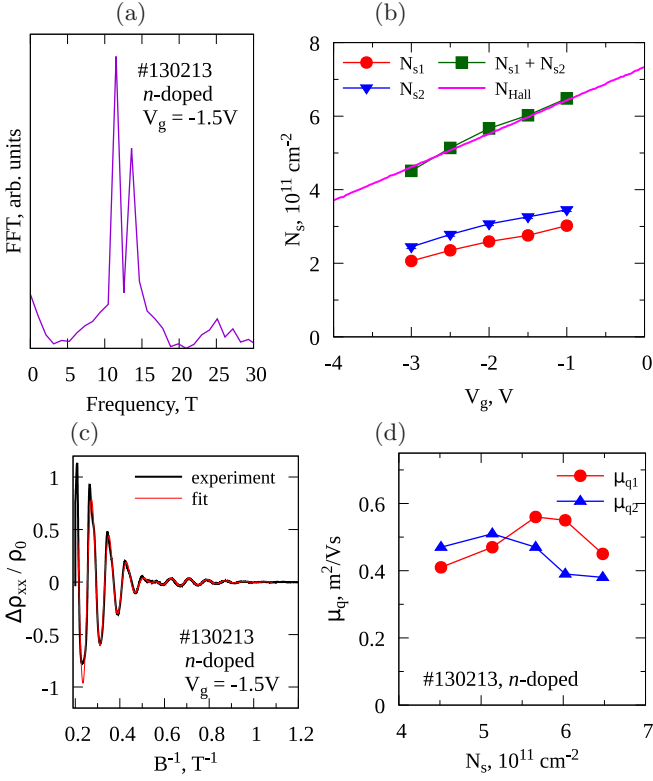 (a)
#130213
n-doped
V_g = -1.5V
FFT, arb. units
0 5 10 15 20 25 30
Frequency, T
(b)
N_s1
N_s2
N_s1 + N_s2
N_Hall
N_s, 10^11 cm^-2
8
6
4
2
0
-4 -3 -2 -1 0
V_g, V
(c)
experiment
fit
Δρ_xx / ρ_0
1
0.5
0
-0.5
-1
#130213
n-doped
V_g = -1.5V
0.2 0.4 0.6 0.8 1 1.2
B^-1, T^-1
(d)
μ_q1
μ_q2
μ_q, m^2/Vs
0.6
0.4
0.2
0
#130213, n-doped
4 5 6 7
N_s, 10^11 cm^-2